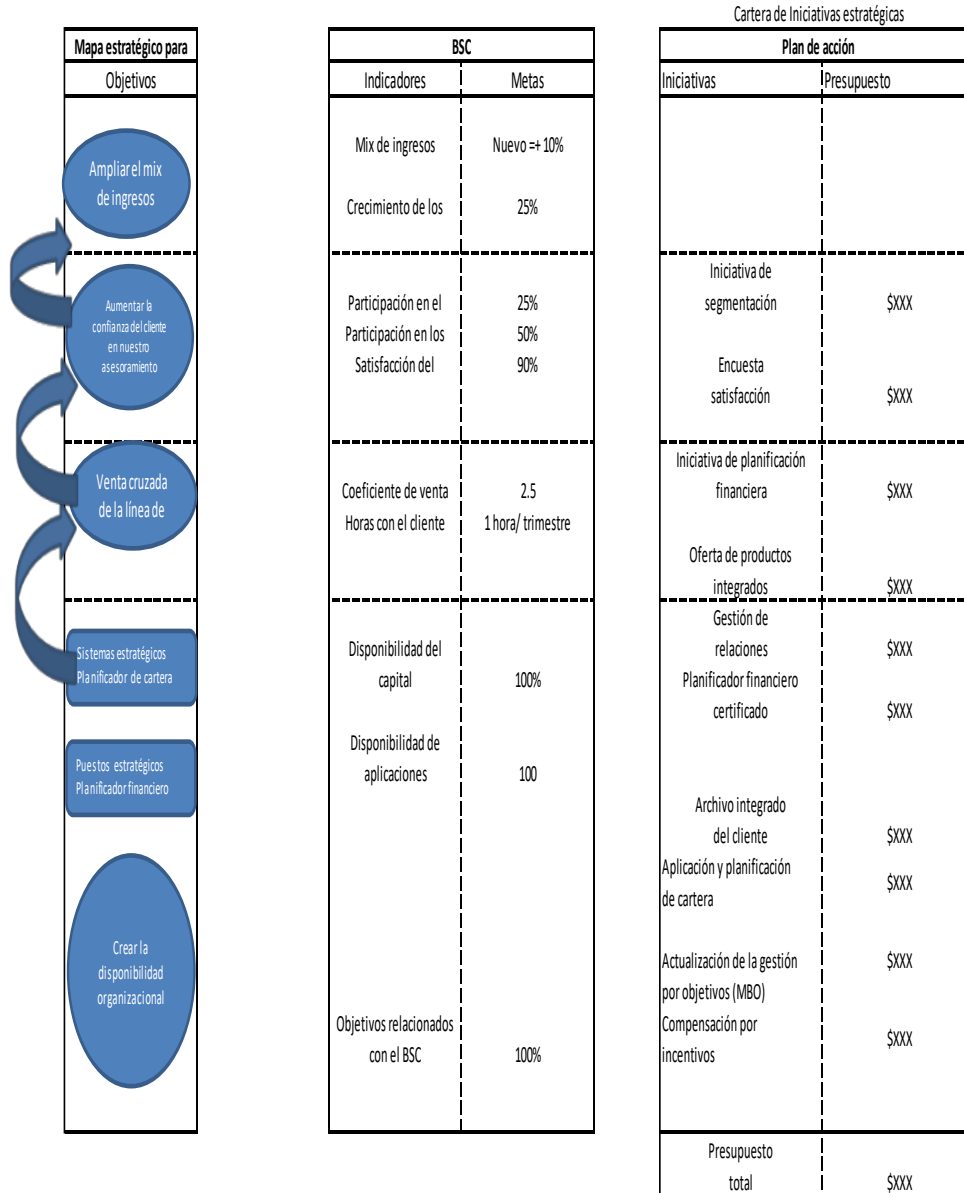 Cartera de Iniciativas estratégicas
Mapa estratégico para
Objetivos
Ampliar el mix
de ingresos
Aumentar la
confianza del cliente
en nuestro
asesoramiento
Venta cruzada
de la línea de
Sistemas estratégicos
Planificador de cartera
Puestos estratégicos
Planificador financiero
Crear la
disponibilidad
organizacional
BSC
Indicadores Metas
Mix de ingresos Nuevo =+ 10%
Crecimiento de los 25%
Participación en el 25%
Participación en los 50%
Satisfacción del 90%
Coeficiente de venta 2.5
Horas con el cliente 1 hora/ trimestre
Disponibilidad del
capital 100%
Disponibilidad de
aplicaciones 100
Objetivos relacionados
con el BSC 100%
Plan de acción
Iniciativas Presupuesto
Iniciativa de
segmentación $XXX
Encuesta
satisfacción $XXX
Iniciativa de planificación
financiera $XXX
Oferta de productos
integrados $XXX
Gestión de
relaciones $XXX
Planificador financiero
certificado $XXX
Archivo integrado
del cliente $XXX
Aplicación y planificación
de cartera $XXX
Actualización de la gestión $XXX
por objetivos (MBO)
Compensación por
incentivos $XXX
Presupuesto
total $XXX